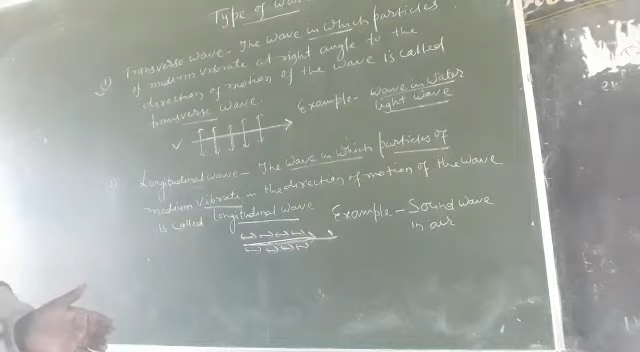 Type of wave
(1) Transverse wave - The wave in which particles
of medium vibrate at right angle to the
direction of motion of the wave is called
transverse wave.
Example - wave in water
light wave
Longitudinal wave - The wave in which particles of
medium vibrate in the direction of motion of the wave
is called longitudinal wave
Example - Sound wave
in air